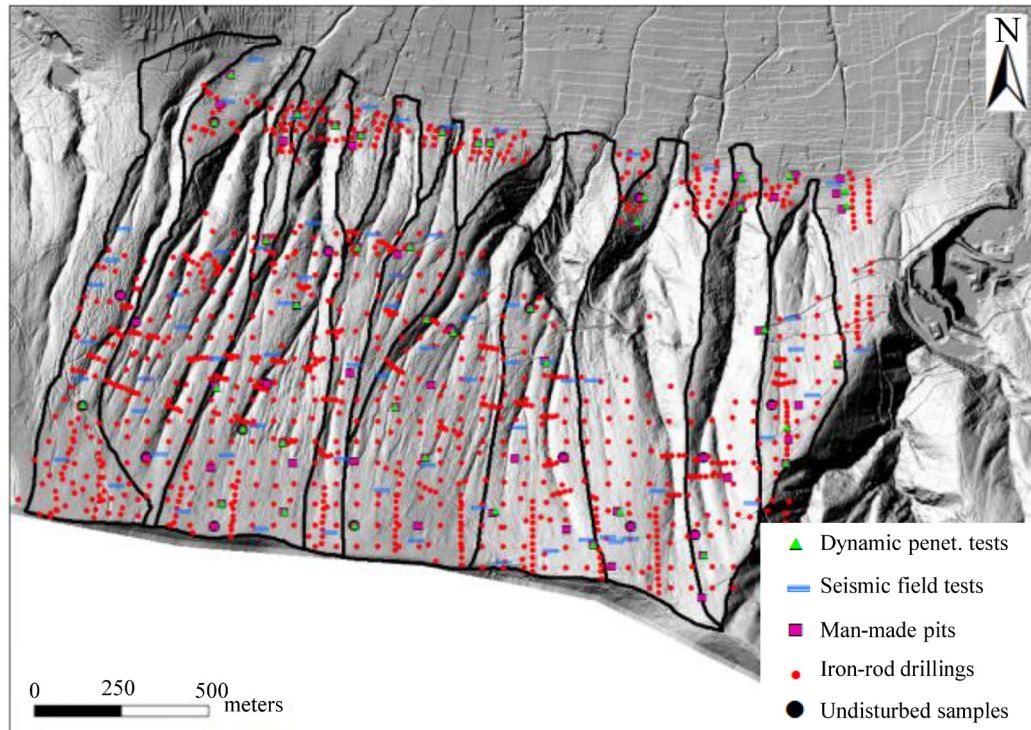 N
Dynamic penet. tests
Seismic field tests
Man-made pits
Iron-rod drillings
Undisturbed samples
0 250 500 meters